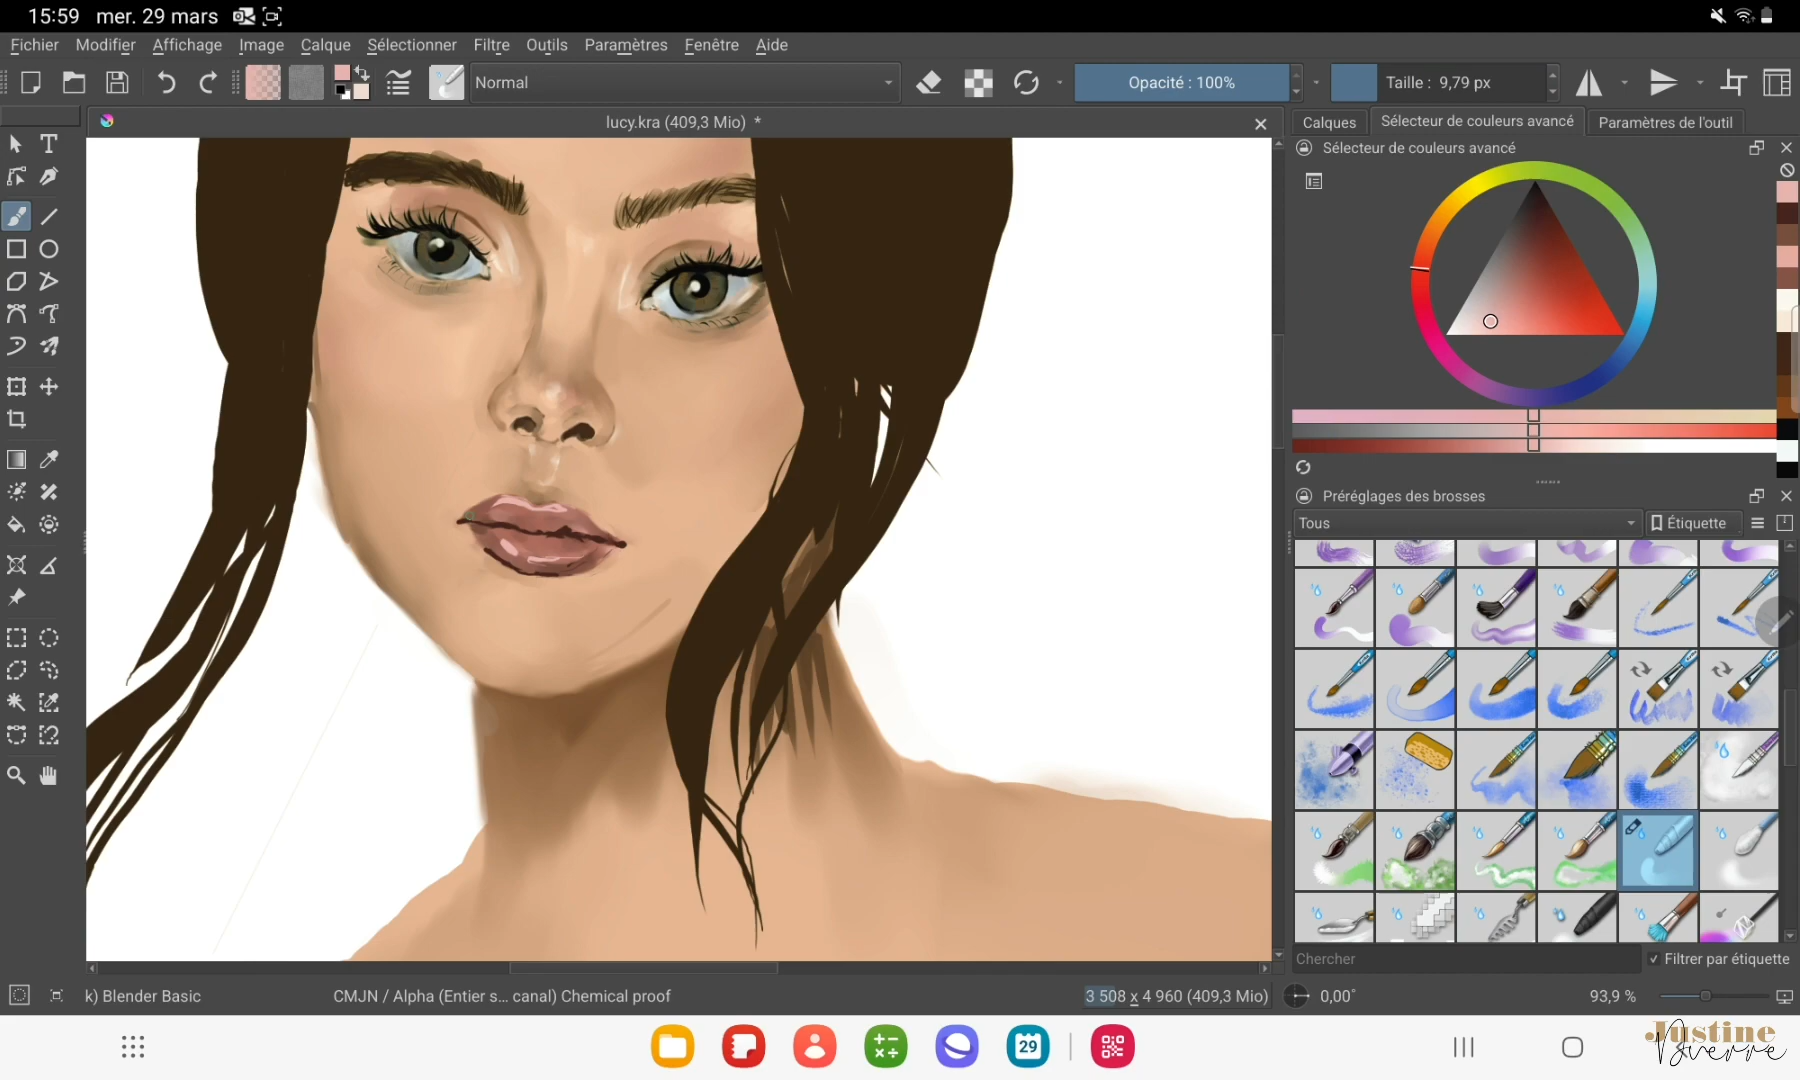 15:59 mer. 29 mars
Fichier Modifier Affichage Image Calque Sélectionner Filtre Outils Paramètres Fenêtre Aide
Normal
Opacité : 100%
Taille : 9,79 px
lucy.kra (409,3 Mio) *
Calques
Sélecteur de couleurs avancé
Paramètres de l'outil
Sélecteur de couleurs avancé
Préréglages des brosses
Tous
Étiquette
Chercher
Filtrer par étiquette
k) Blender Basic
CMJN / Alpha (Entier s... canal) Chemical proof
3 508 x 4 960 (409,3 Mio)
0,00°
93,9 %
29
Justine